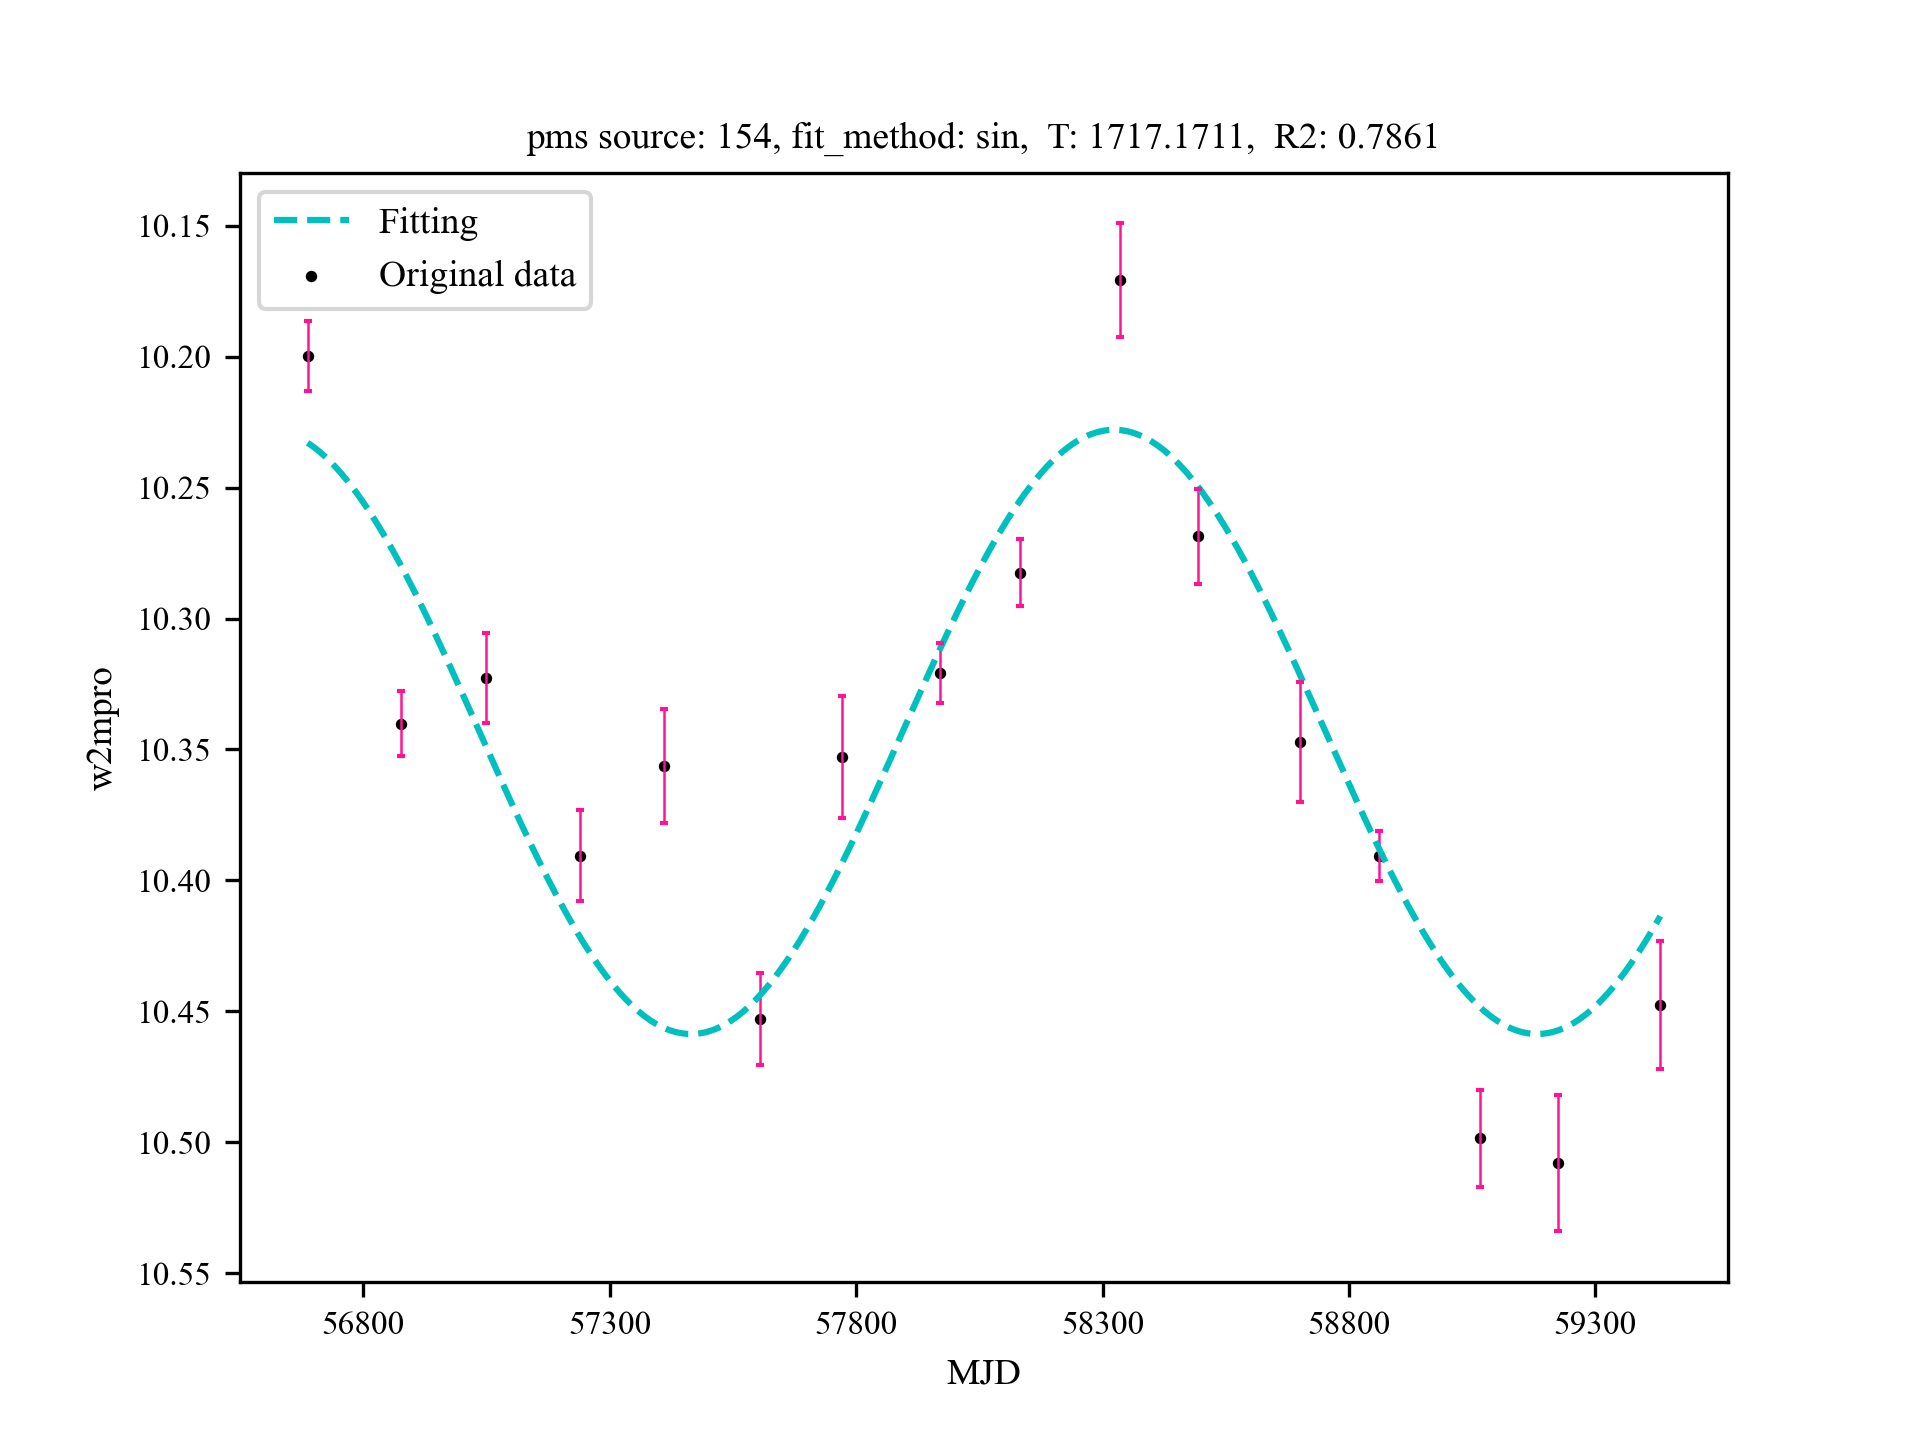 pms source: 154, fit_method: sin,  T: 1717.1711,  R2: 0.7861
Fitting
Original data
10.15
10.20
10.25
10.30
10.35
10.40
10.45
10.50
10.55
w2mpro
56800 57300 57800 58300 58800 59300
MJD